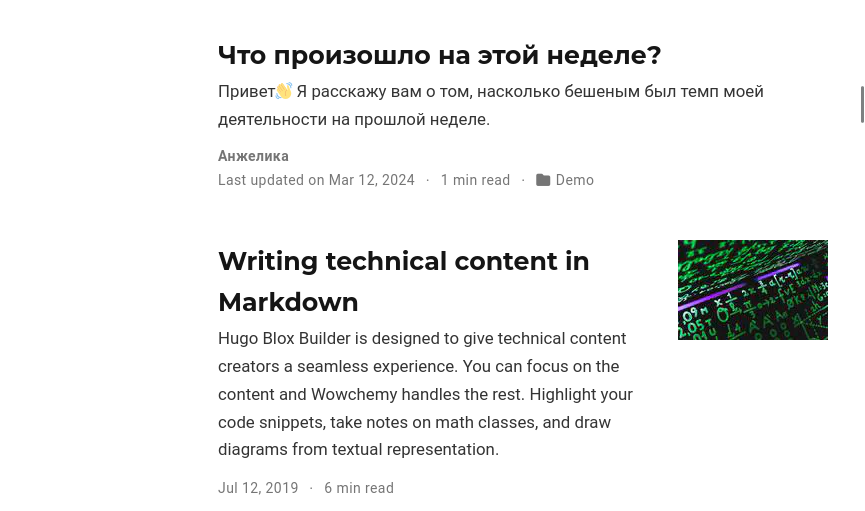 Что произошло на этой неделе?
Привет👋 Я расскажу вам о том, насколько бешеным был темп моей
деятельности на прошлой неделе.
Анжелика
Last updated on Mar 12, 2024 · 1 min read · Demo
Writing technical content in
Markdown
Hugo Blox Builder is designed to give technical content
creators a seamless experience. You can focus on the
content and Wowchemy handles the rest. Highlight your
code snippets, take notes on math classes, and draw
diagrams from textual representation.
Jul 12, 2019 · 6 min read